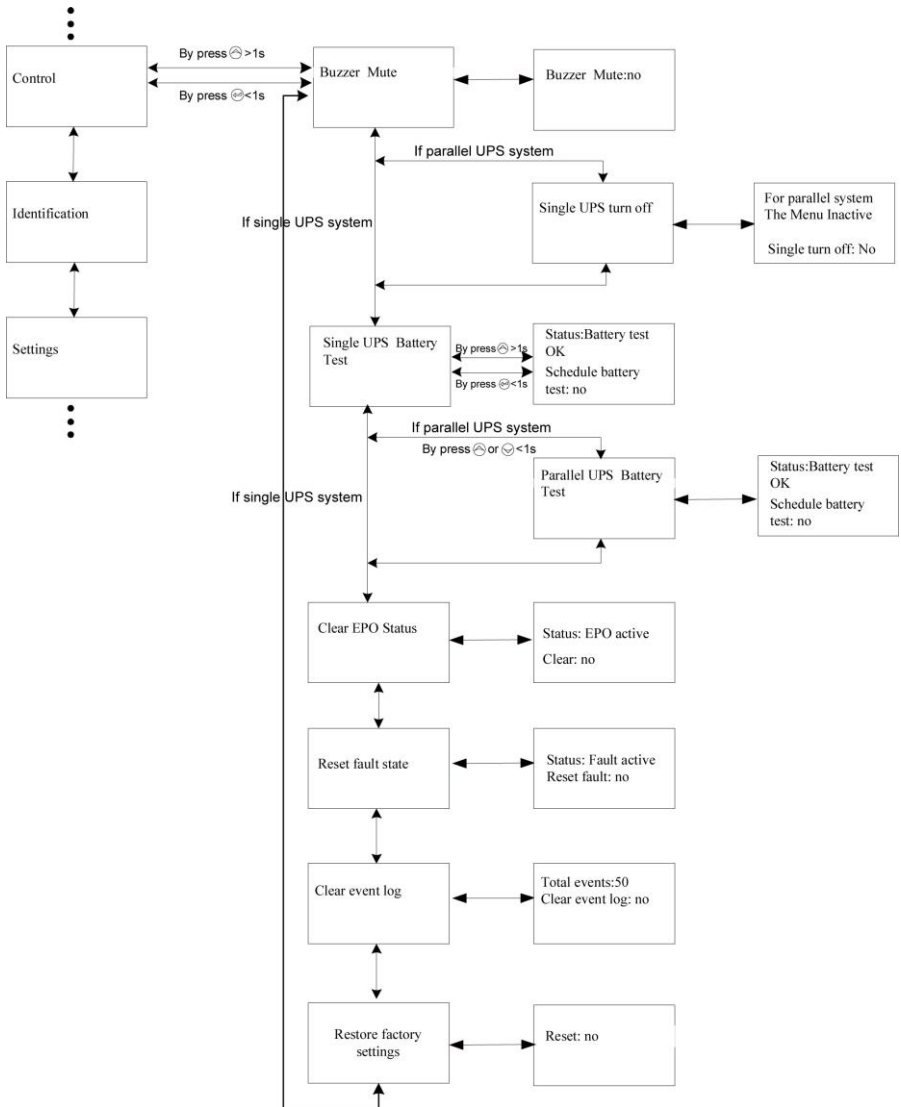 By press >1s
Control
Buzzer Mute
Buzzer Mute:no
By press <1s
If parallel UPS system
Identification
Single UPS turn off
For parallel system
The Menu Inactive
Single turn off: No
If single UPS system
Settings
Single UPS Battery
Test
By press >1s
By press <1s
Status:Battery test
OK
Schedule battery
test: no
If parallel UPS system
By press or <1s
Parallel UPS Battery
Test
Status:Battery test
OK
Schedule battery
test: no
If single UPS system
Clear EPO Status
Status: EPO active
Clear: no
Reset fault state
Status: Fault active
Reset fault: no
Clear event log
Total events:50
Clear event log: no
Restore factory
settings
Reset: no